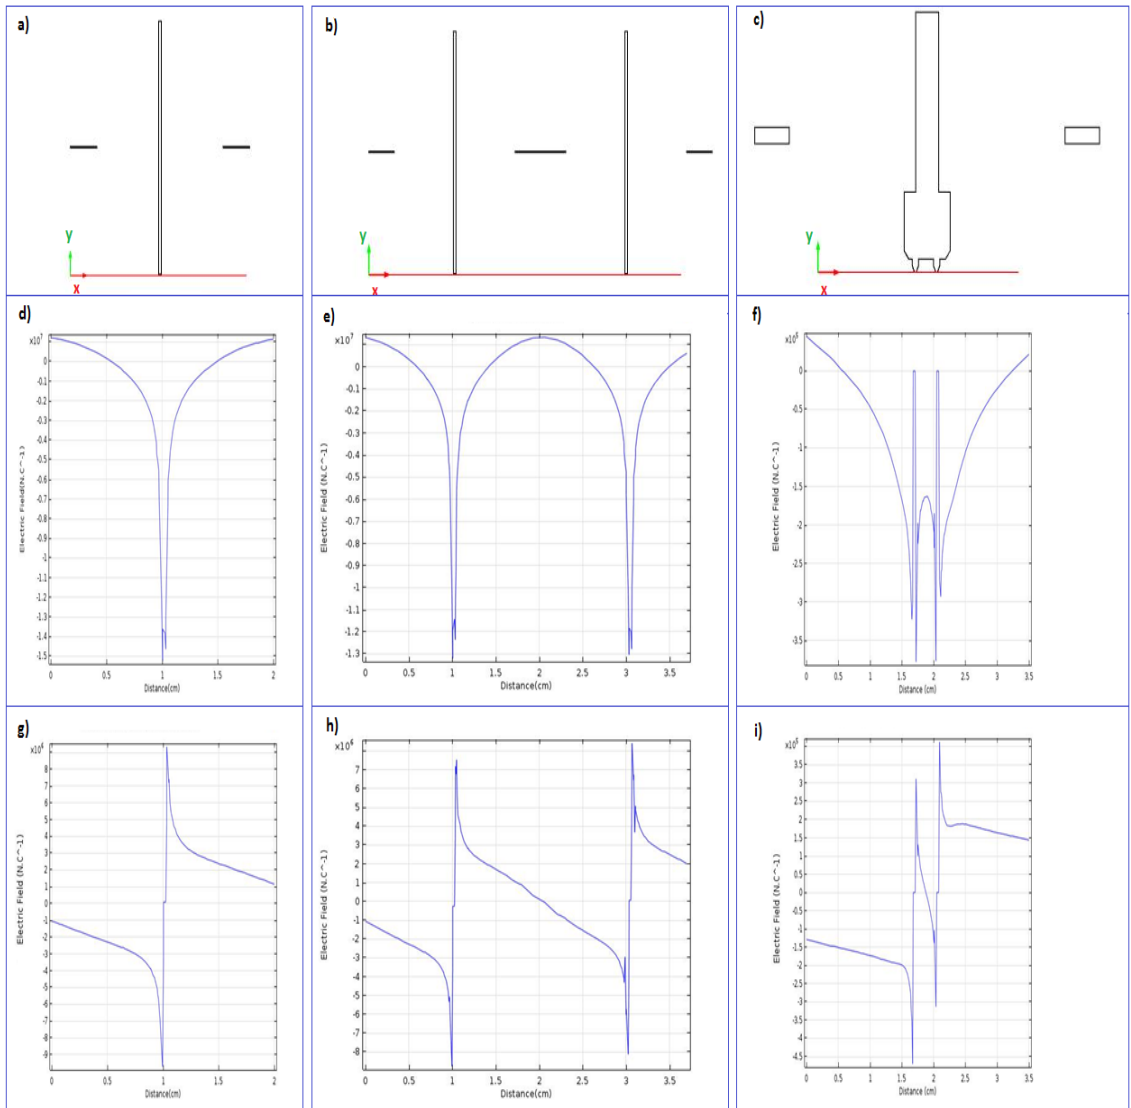 a)
Y
X
b)
Y
X
c)
Y
X
d)
×10^7
0
-0.1
-0.2
-0.3
-0.4
-0.5
-0.6
-0.7
-0.8
-0.9
-1
-1.1
-1.2
-1.3
-1.4
-1.5
Electric Field(N.C^-1)
0 0.5 1 1.5 2
Distance(cm)
e)
×10^7
0
-0.1
-0.2
-0.3
-0.4
-0.5
-0.6
-0.7
-0.8
-0.9
-1
-1.1
-1.2
-1.3
Electric Field (N.C^-1)
0 0.5 1 1.5 2 2.5 3 3.5
Distance(cm)
f)
0
-0.5
-1
-1.5
-2
-2.5
-3
-3.5
Electric Field (N.C^-1)
0 0.5 1 1.5 2 2.5 3 3.5
Distance (cm)
g)
×10^6
8
7
6
5
4
3
2
1
0
-1
-2
-3
-4
-5
-6
-7
-8
-9
Electric Field (N.C^-1)
0 0.5 1 1.5 2
Distance(cm)
h)
×10^6
7
6
5
4
3
2
1
0
-1
-2
-3
-4
-5
-6
-7
-8
Electric Field (N.C^-1)
0 0.5 1 1.5 2 2.5 3 3.5
Distance(cm)
i)
3.5
3
2.5
2
1.5
1
0.5
0
-0.5
-1
-1.5
-2
-2.5
-3
-3.5
-4
-4.5
Electric Field (N.C^-1)
0 0.5 1 1.5 2 2.5 3 3.5
Distance (cm)